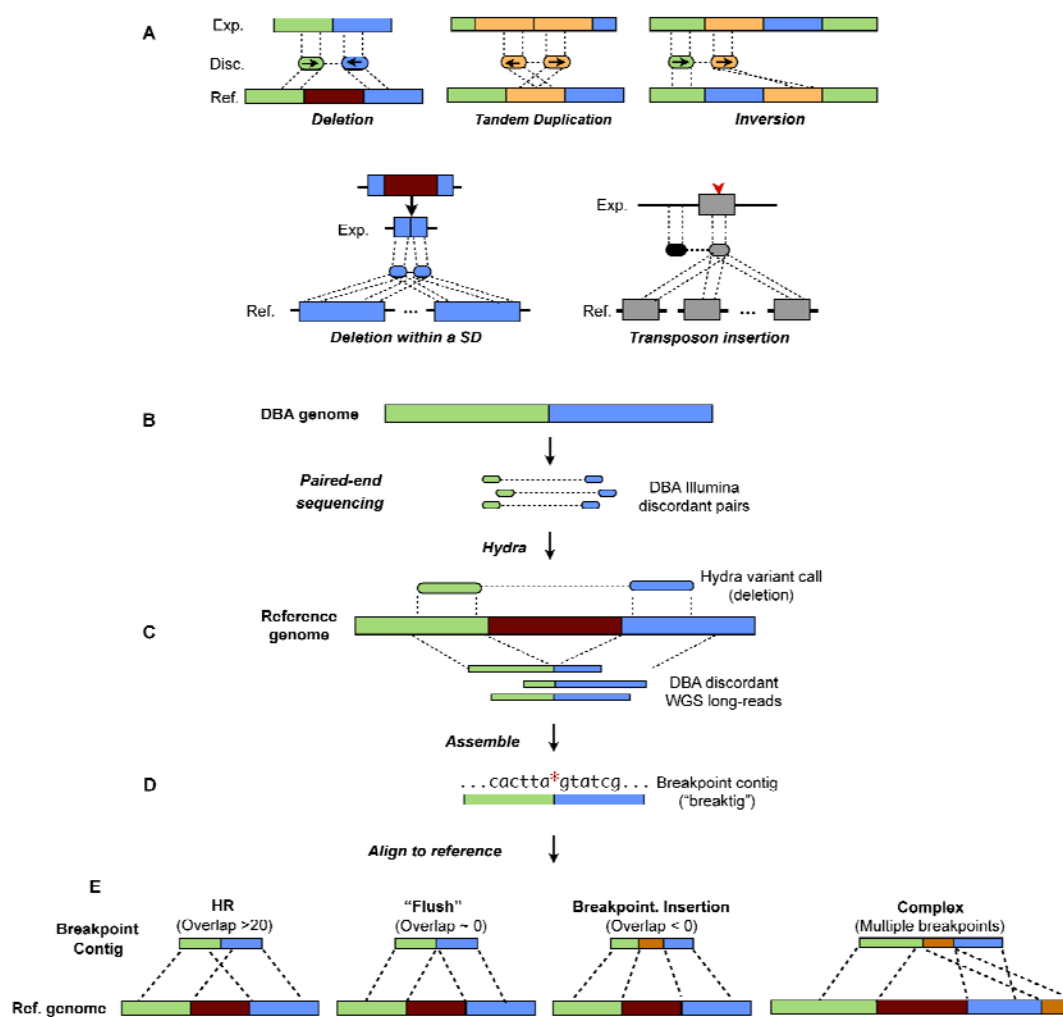 A
Exp.
Disc.
Ref.
Deletion
Tandem Duplication
Inversion
Exp.
Ref.
...
Deletion within a SD
Exp.
Ref.
...
Transposon insertion
B
DBA genome
Paired-end
sequencing
DBA Illumina
discordant pairs
Hydra
Hydra variant call
(deletion)
C
Reference
genome
DBA discordant
WGS long-reads
Assemble
D
...cactta*gtatcg...
Breakpoint contig
("breaktig")
Align to reference
E
Breakpoint
Contig
HR
(Overlap >20)
“Flush”
(Overlap ~ 0)
Breakpoint. Insertion
(Overlap < 0)
Complex
(Multiple breakpoints)
Ref. genome